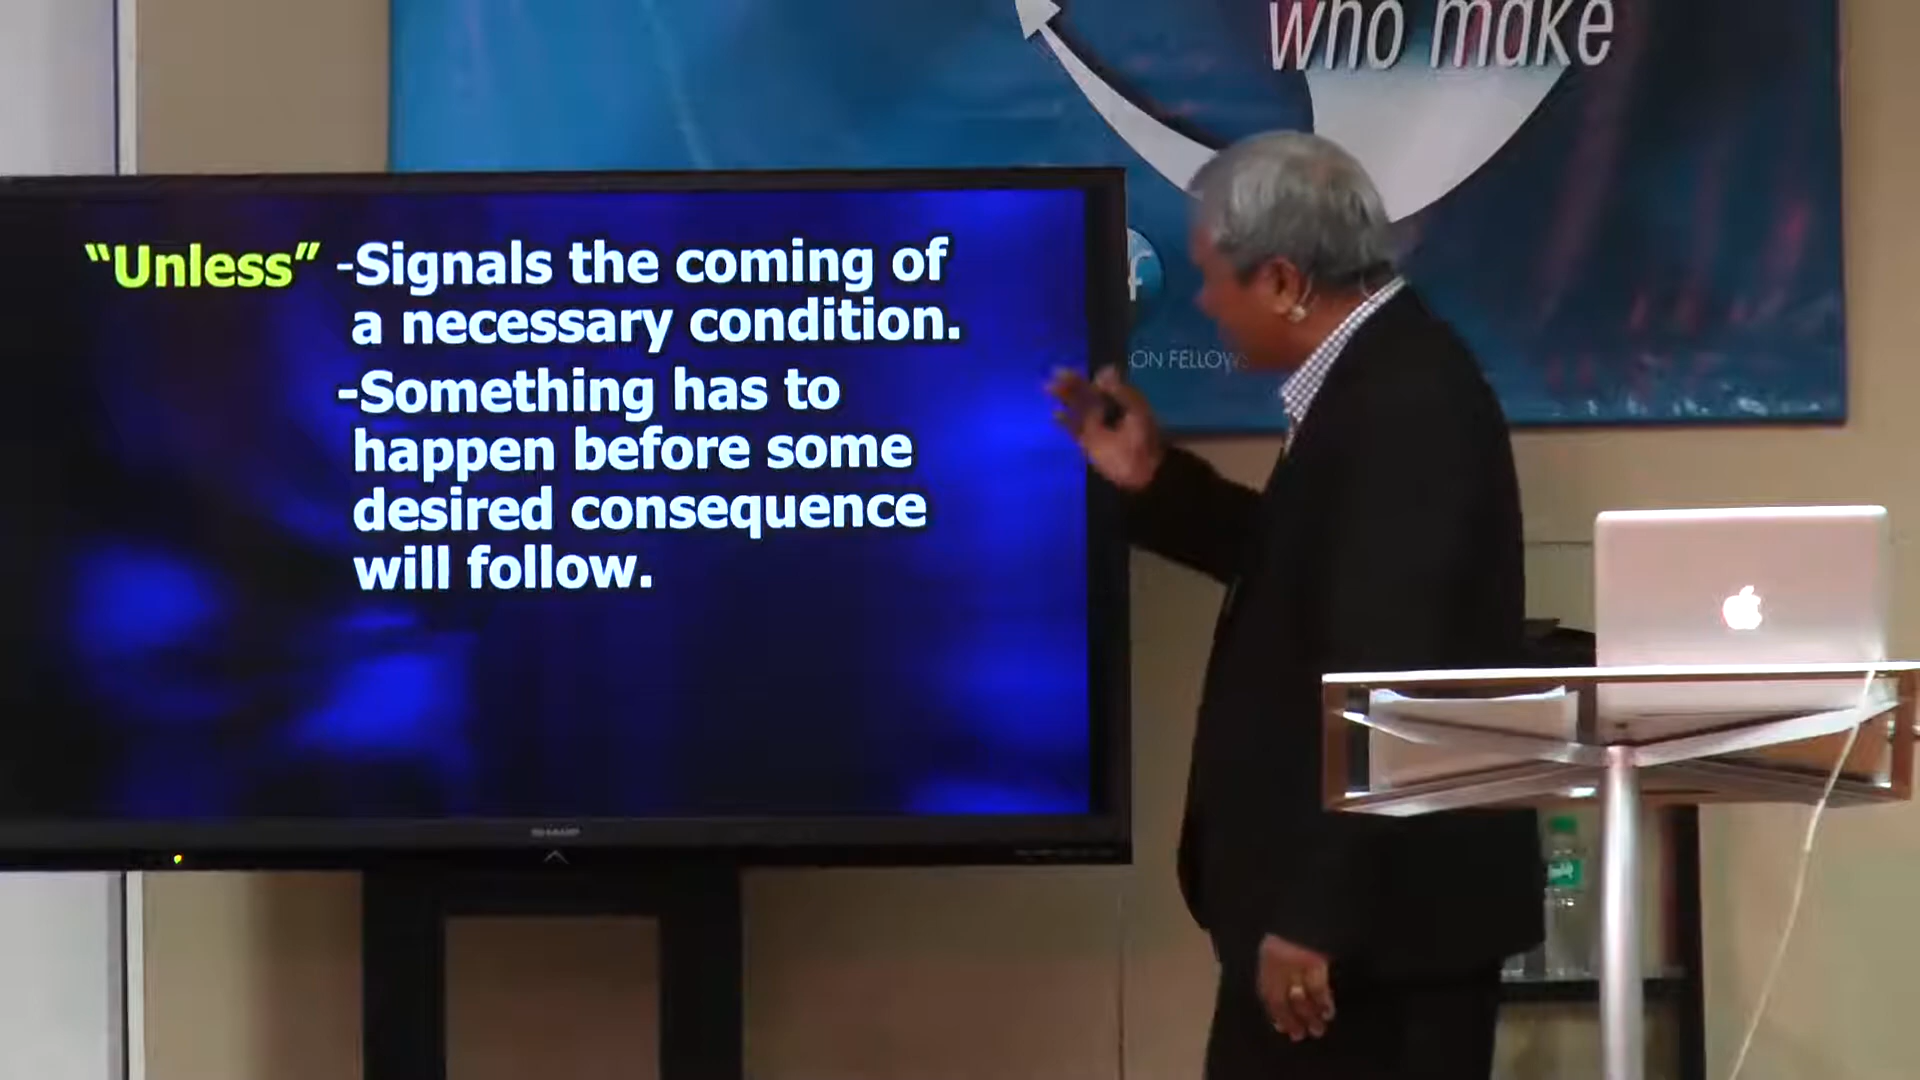 who make
“Unless” -Signals the coming of
a necessary condition.
-Something has to
happen before some
desired consequence
will follow.
ON FELLOW
SHARP